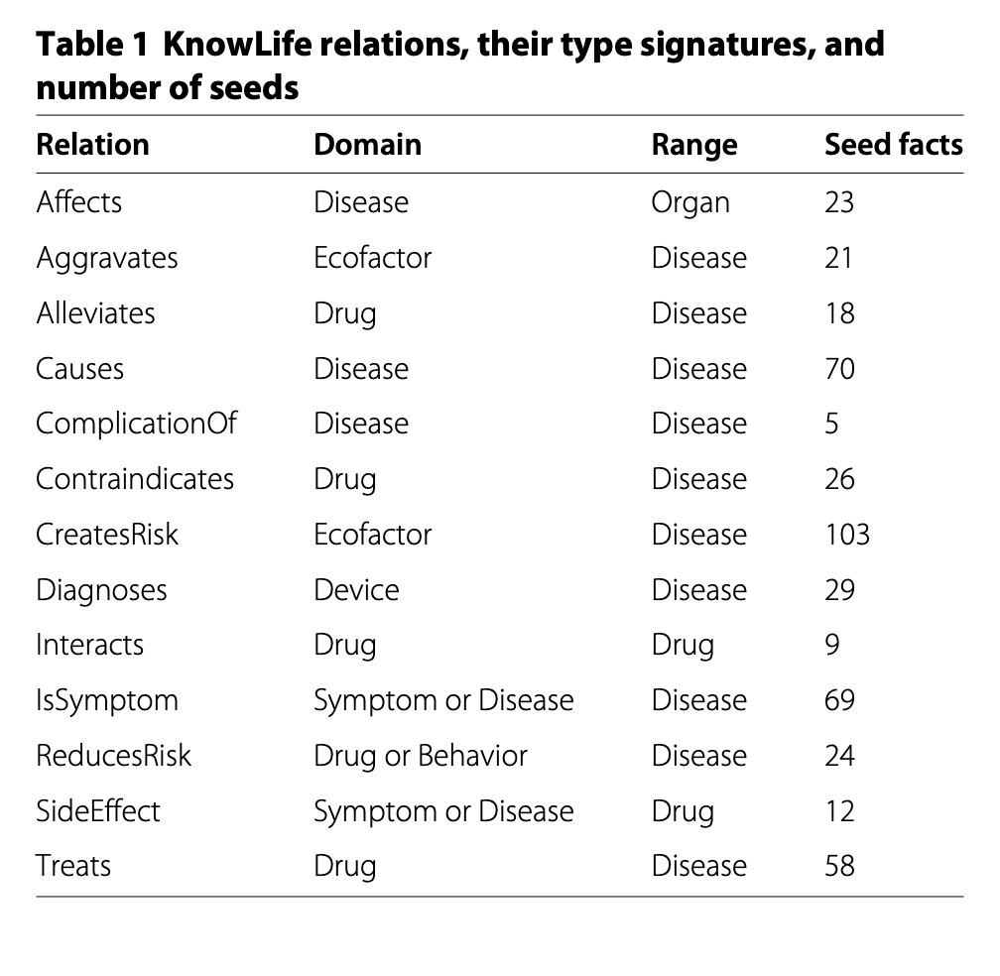 Table 1 KnowLife relations, their type signatures, and
number of seeds
Relation Domain Range Seed facts
Affects Disease Organ 23
Aggravates Ecofactor Disease 21
Alleviates Drug Disease 18
Causes Disease Disease 70
ComplicationOf Disease Disease 5
Contraindicates Drug Disease 26
CreatesRisk Ecofactor Disease 103
Diagnoses Device Disease 29
Interacts Drug Drug 9
IsSymptom Symptom or Disease Disease 69
ReducesRisk Drug or Behavior Disease 24
SideEffect Symptom or Disease Drug 12
Treats Drug Disease 58